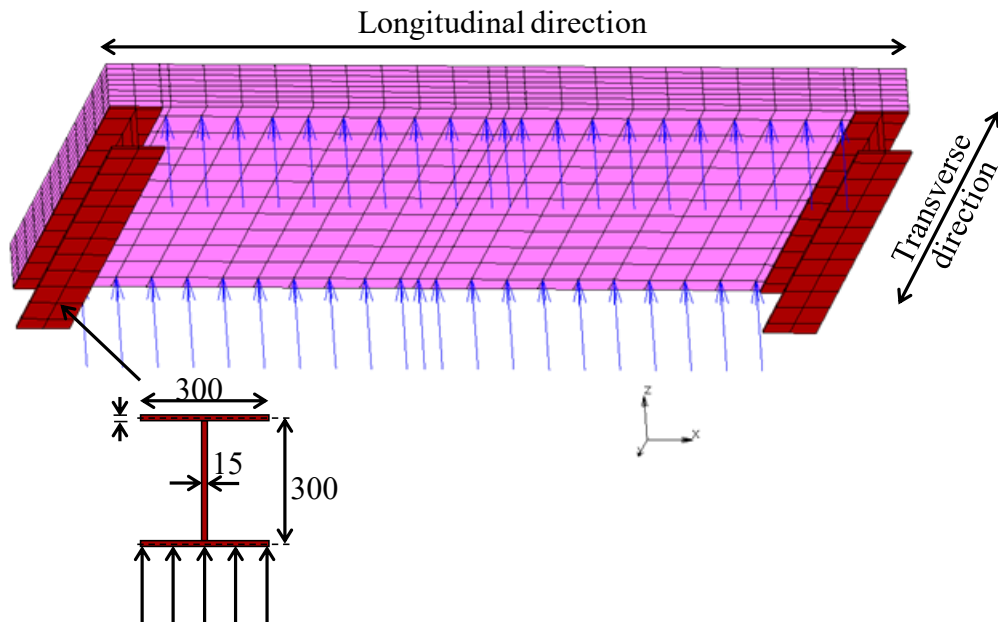 Longitudinal direction
Transverse
direction
300
15
300
z
x
y